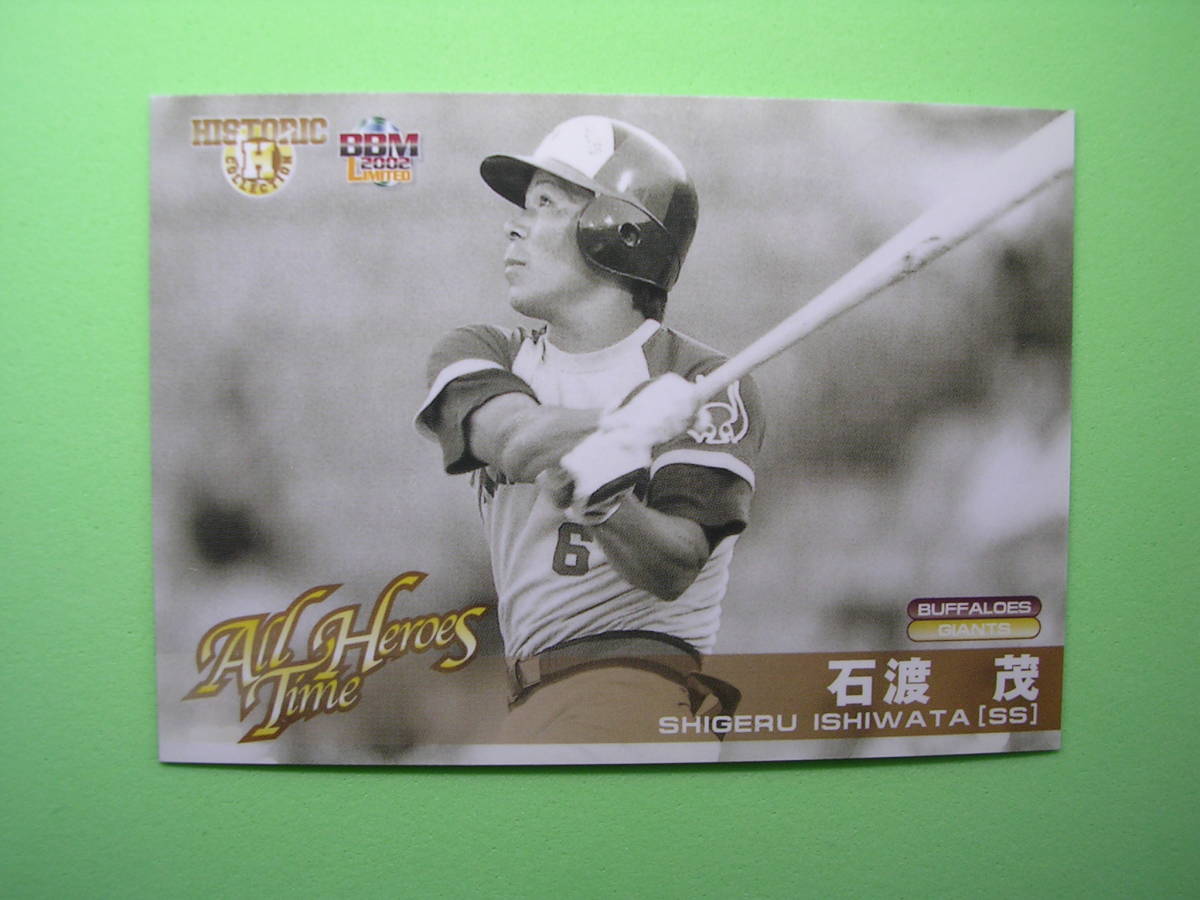 HISTORIC
H
COLLECTION
BBM
2002
LIMITED
6
All Time Heroes
BUFFALOES
GIANTS
石渡 茂
SHIGERU ISHIWATA [SS]